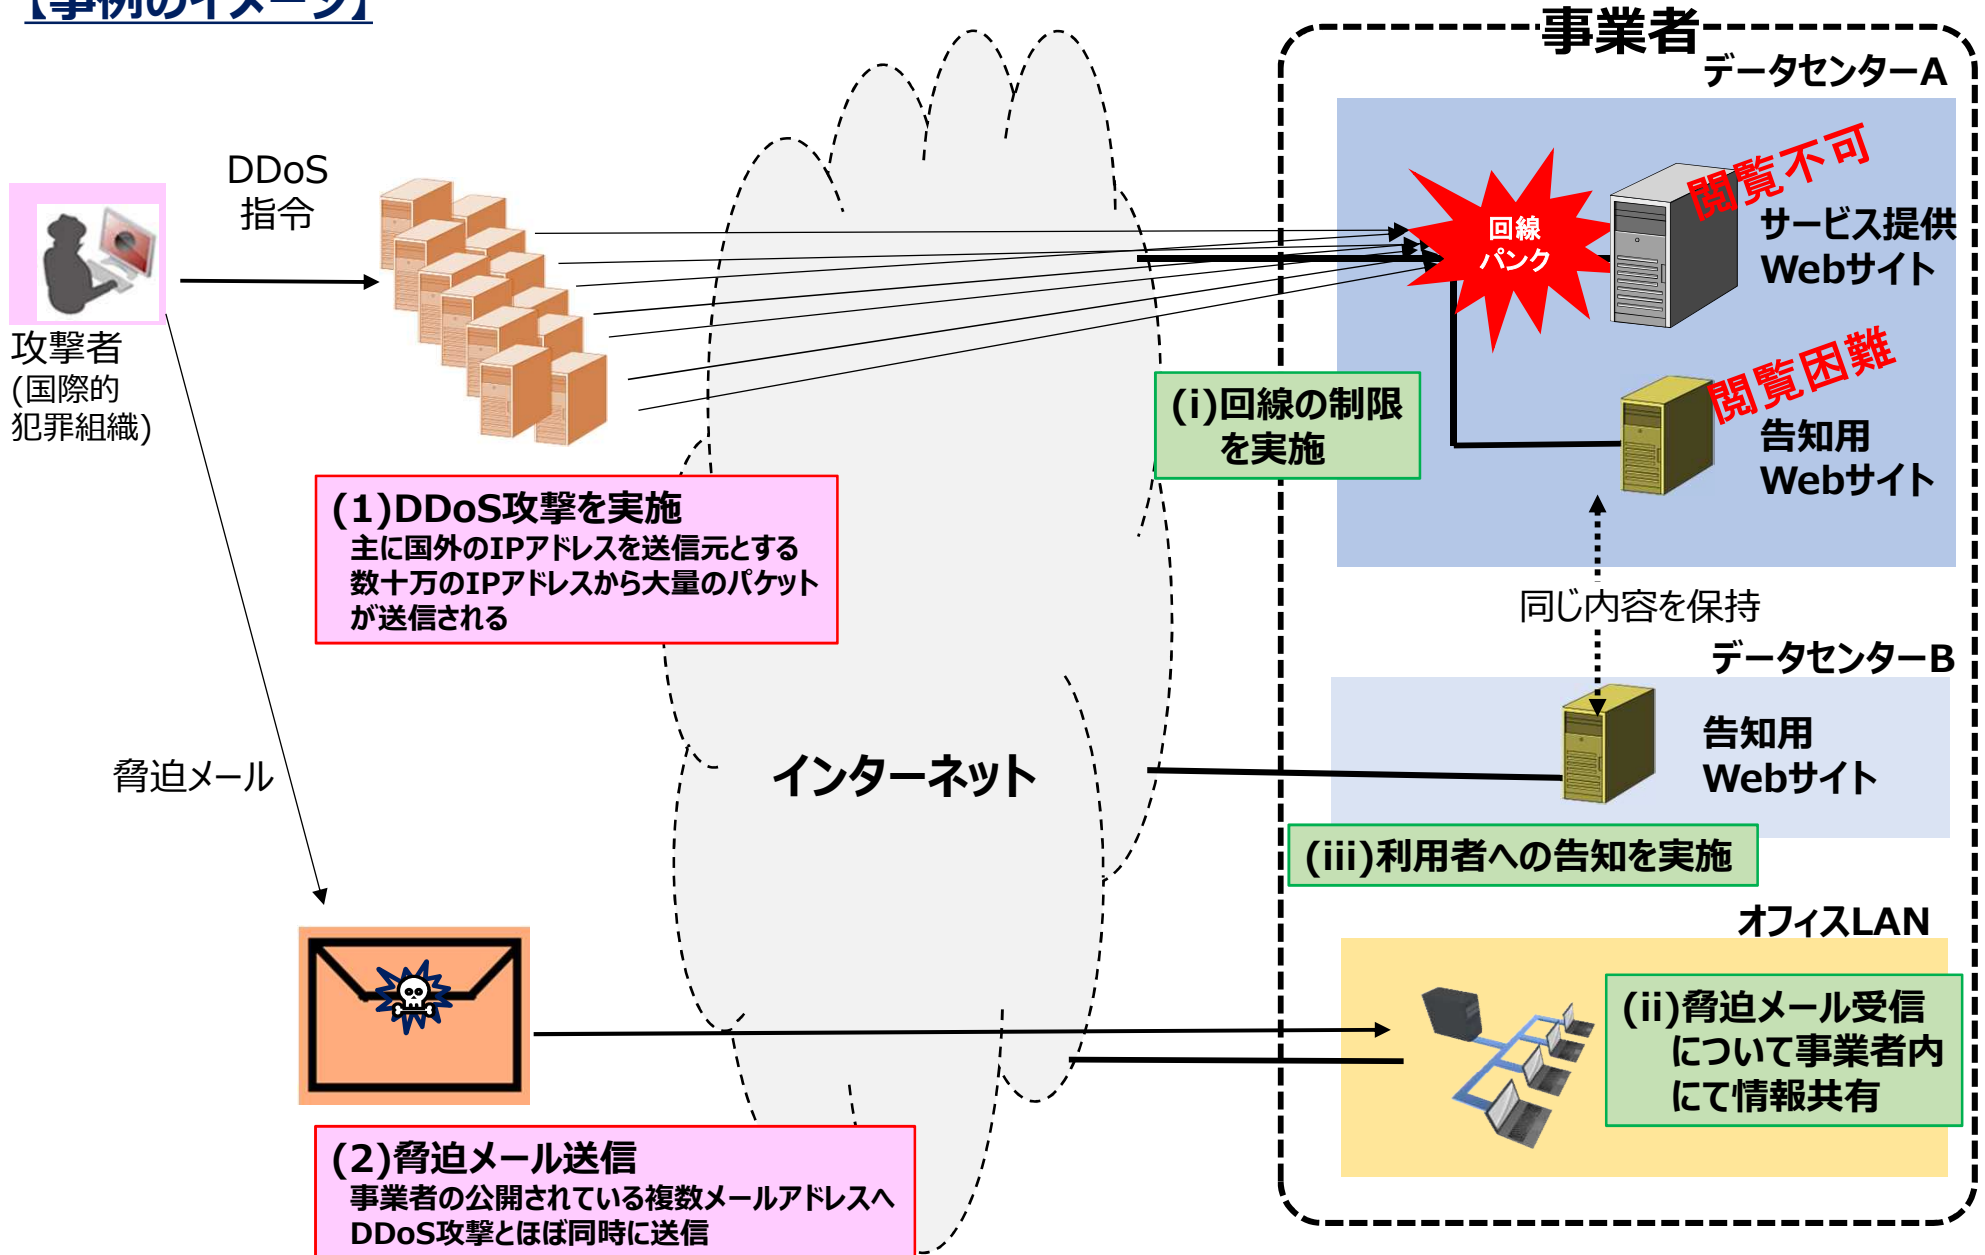 【事例のイメージ】
事業者
データセンターA
DDoS
指令
攻撃者
(国際的
犯罪組織)
回線
パンク
閲覧不可
サービス提供
Webサイト
閲覧困難
告知用
Webサイト
(i)回線の制限
を実施
(1)DDoS攻撃を実施
主に国外のIPアドレスを送信元とする
数十万のIPアドレスから大量のパケット
が送信される
同じ内容を保持
データセンターB
告知用
Webサイト
インターネット
脅迫メール
(iii)利用者への告知を実施
オフィスLAN
(ii)脅迫メール受信
について事業者内
にて情報共有
(2)脅迫メール送信
事業者の公開されている複数メールアドレスへ
DDoS攻撃とほぼ同時に送信